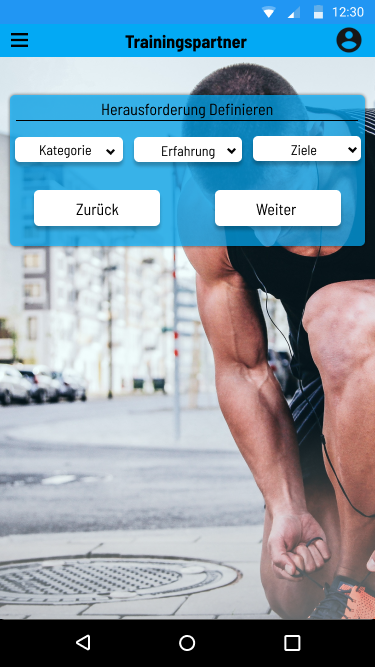 12:30
Trainingspartner
Herausforderung Definieren
Kategorie Erfahrung Ziele
Zurück Weiter